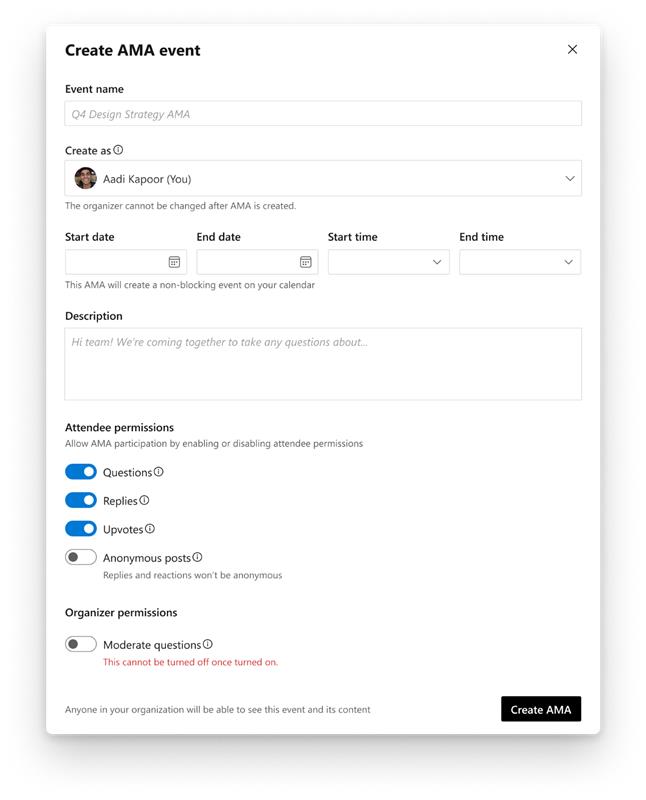 Create AMA event
Event name
Q4 Design Strategy AMA
Create as
Aadi Kapoor (You)
The organizer cannot be changed after AMA is created.
Start date End date Start time End time
This AMA will create a non-blocking event on your calendar
Description
Hi team! We're coming together to take any questions about...
Attendee permissions
Allow AMA participation by enabling or disabling attendee permissions
Questions
Replies
Upvotes
Anonymous posts
Replies and reactions won't be anonymous
Organizer permissions
Moderate questions
This cannot be turned off once turned on.
Anyone in your organization will be able to see this event and its content Create AMA